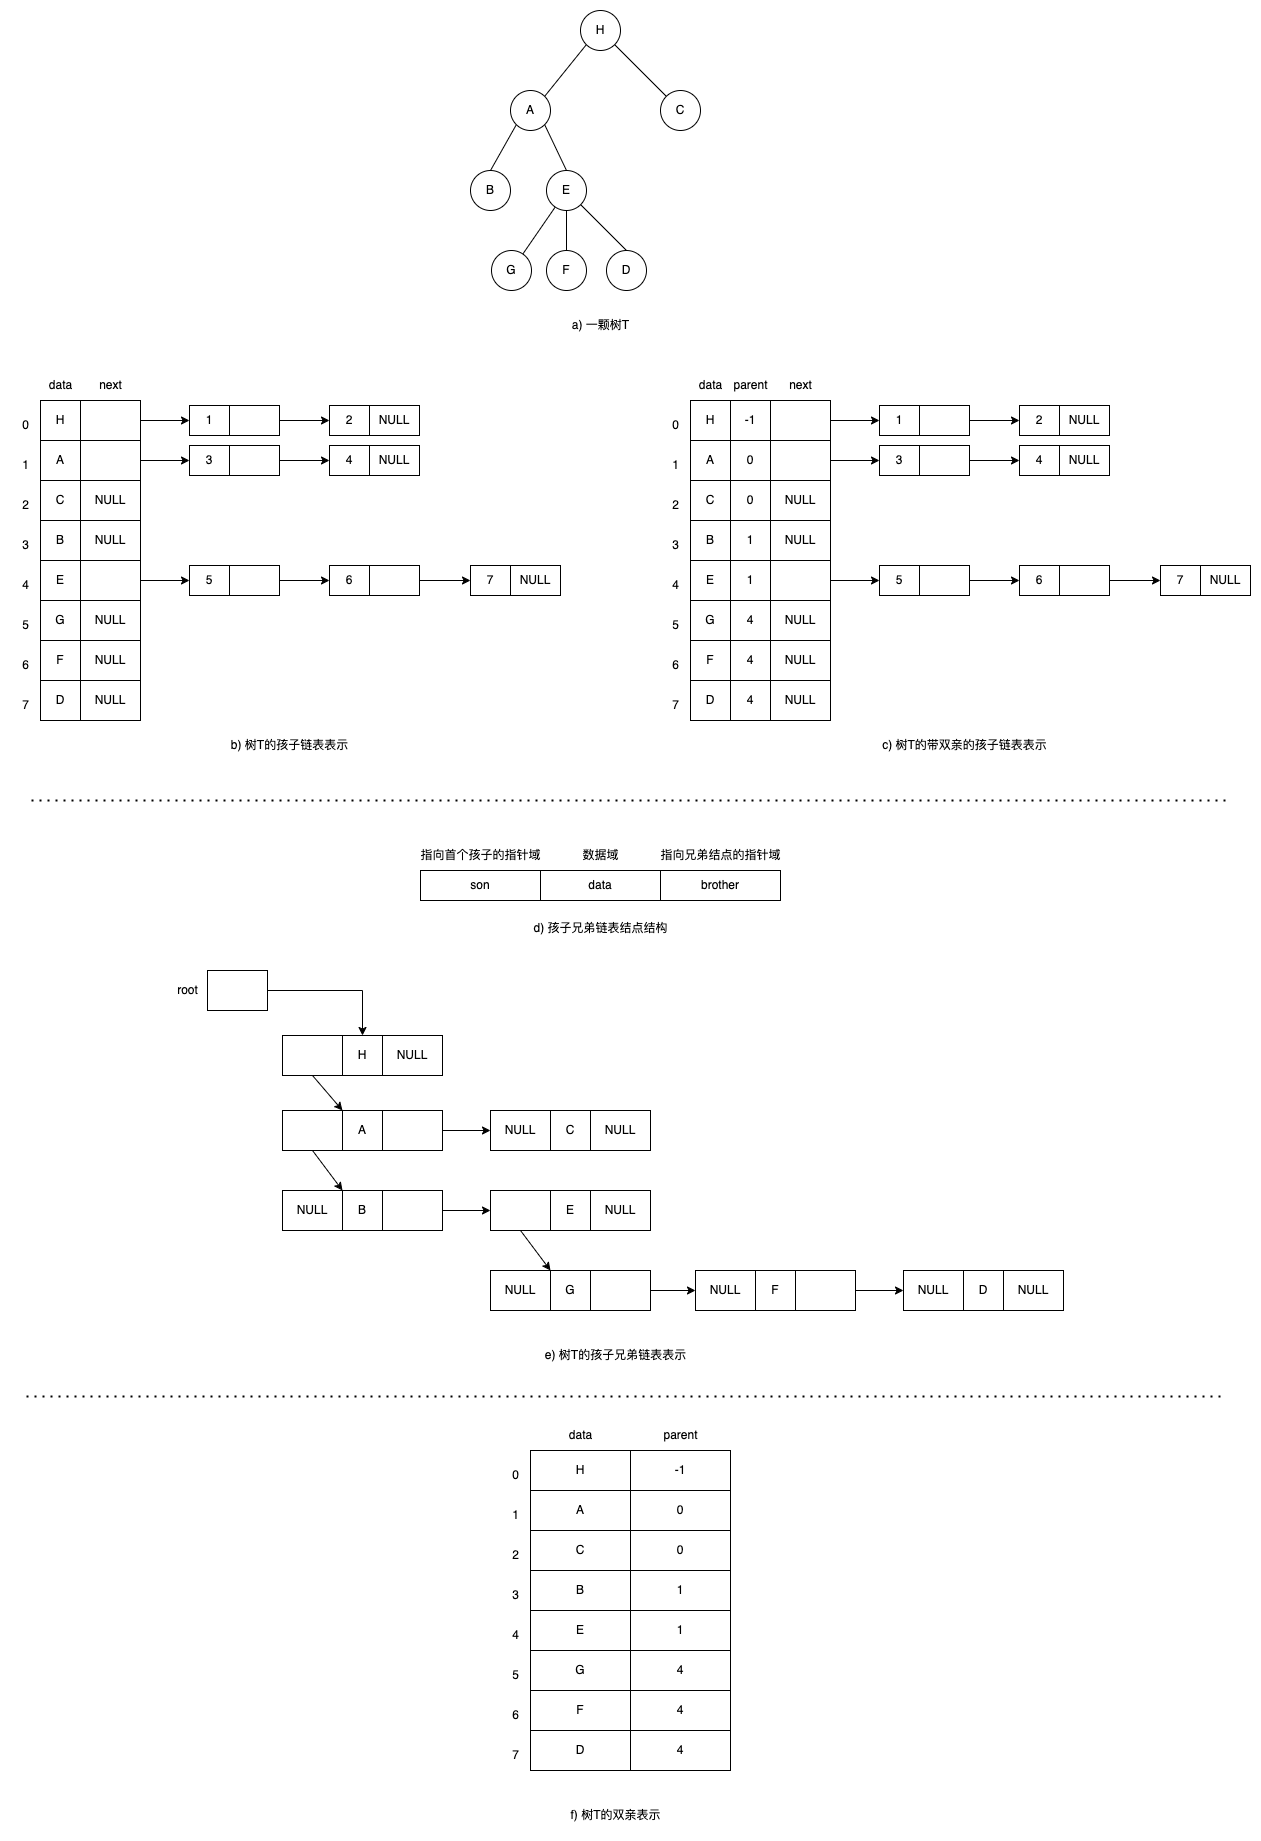 H
A C
B E
G F D
a) 一颗树T
data next
0 H 1 2 NULL
1 A 3 4 NULL
2 C NULL
3 B NULL
4 E 5 6 7 NULL
5 G NULL
6 F NULL
7 D NULL
b) 树T的孩子链表表示
data parent next
0 H -1 1 2 NULL
1 A 0 3 4 NULL
2 C 0 NULL
3 B 1 NULL
4 E 1 5 6 7 NULL
5 G 4 NULL
6 F 4 NULL
7 D 4 NULL
c) 树T的带双亲的孩子链表表示
指向首个孩子的指针域 数据域 指向兄弟结点的指针域
son data brother
d) 孩子兄弟链表结点结构
root
H NULL
A NULL C NULL
NULL B E NULL
NULL G NULL F NULL D NULL
e) 树T的孩子兄弟链表表示
data parent
0 H -1
1 A 0
2 C 0
3 B 1
4 E 1
5 G 4
6 F 4
7 D 4
f) 树T的双亲表示